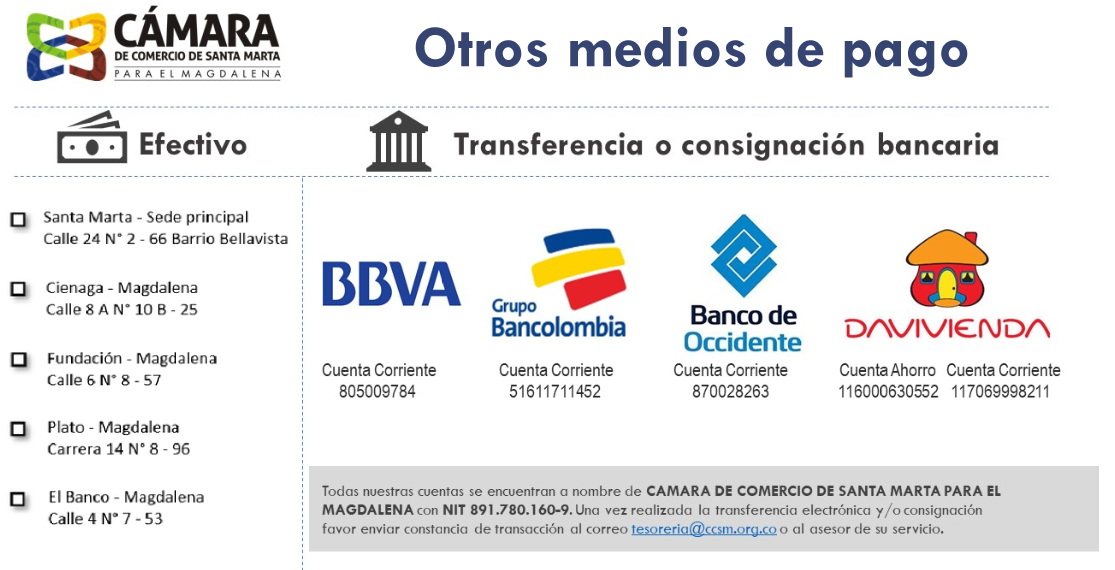 CÁMARA
DE COMERCIO DE SANTA MARTA
PARA EL MAGDALENA
Otros medios de pago
Efectivo
Transferencia o consignación bancaria
Santa Marta - Sede principal
Calle 24 N° 2 - 66 Barrio Bellavista
Cienaga - Magdalena
Calle 8 A N° 10 B - 25
Fundación - Magdalena
Calle 6 N° 8 - 57
Plato - Magdalena
Carrera 14 N° 8 - 96
El Banco - Magdalena
Calle 4 N° 7 - 53
BBVA
Cuenta Corriente
805009784
Grupo
Bancolombia
Cuenta Corriente
51611711452
Banco de
Occidente
Cuenta Corriente
870028263
DAVIVIENDA
Cuenta Ahorro
116000630552
Cuenta Corriente
117069998211
Todas nuestras cuentas se encuentran a nombre de CAMARA DE COMERCIO DE SANTA MARTA PARA EL
MAGDALENA con NIT 891.780.160-9. Una vez realizada la transferencia electrónica y/o consignación
favor enviar constancia de transacción al correo tesoreria@ccsm.org.co o al asesor de su servicio.